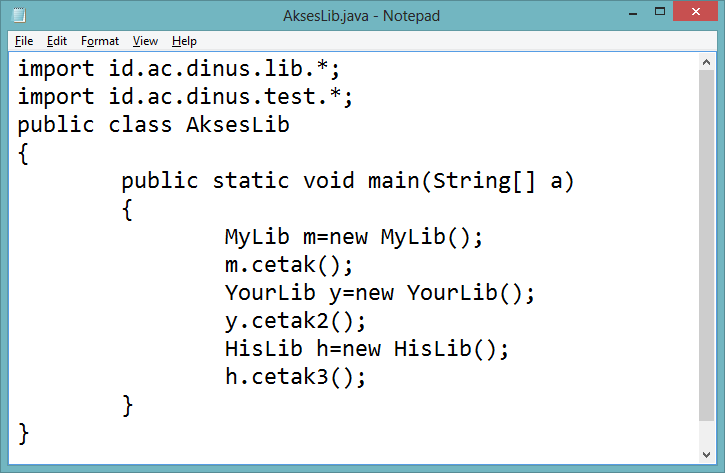 AksesLib.java - Notepad
File Edit Format View Help
import id.ac.dinus.lib.*;
import id.ac.dinus.test.*;
public class AksesLib
{
        public static void main(String[] a)
        {
                MyLib m=new MyLib();
                m.cetak();
                YourLib y=new YourLib();
                y.cetak2();
                HisLib h=new HisLib();
                h.cetak3();
        }
}